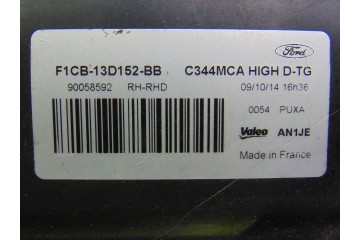 Ford
F1CB-13D152-BB C344MCA HIGH D-TG
90058592 RH-RHD 09/10/14 16h36
0054 PUXA
Valeo AN1JE
Made in France